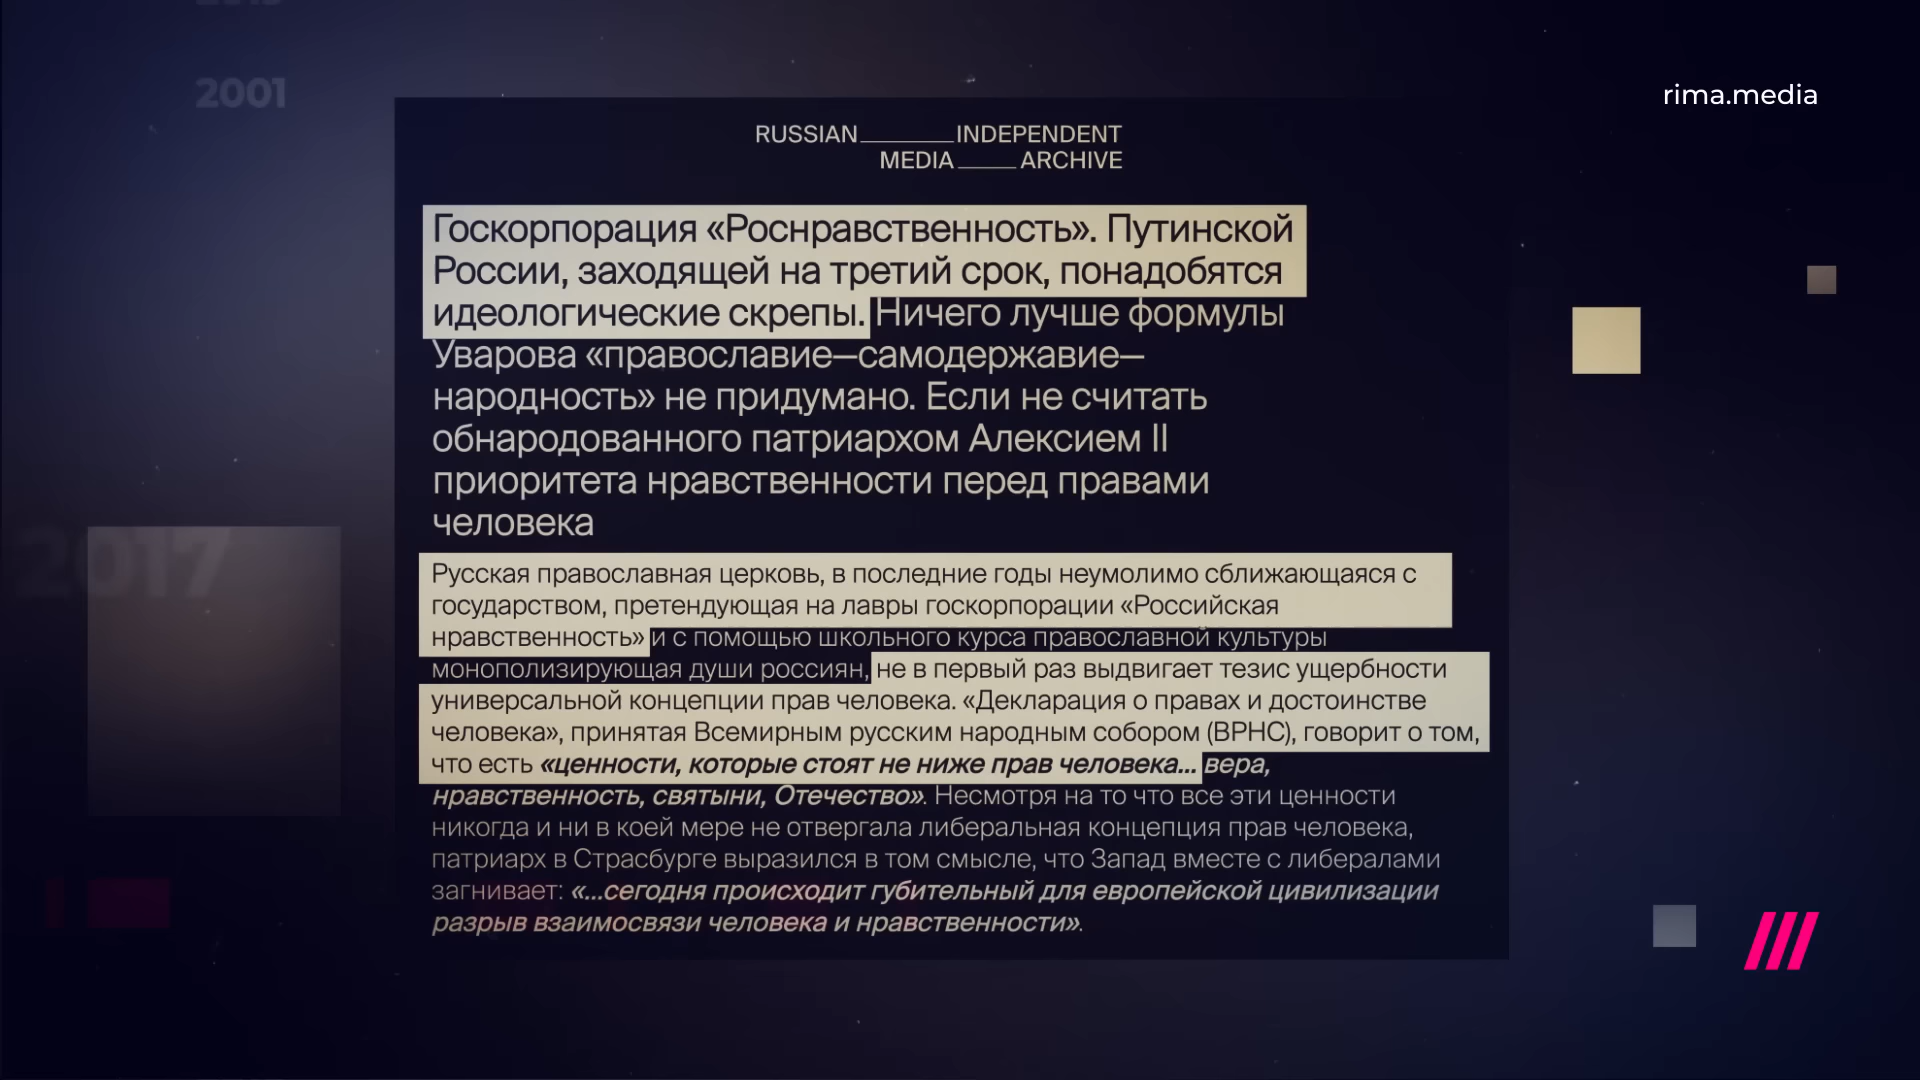 2001
rima.media
RUSSIAN INDEPENDENT
MEDIA ARCHIVE
Госкорпорация «Роснравственность». Путинской
России, заходящей на третий срок, понадобятся
идеологические скрепы. Ничего лучше формулы
Уварова «православие—самодержавие—
народность» не придумано. Если не считать
обнародованного патриархом Алексием II
приоритета нравственности перед правами
человека
2017
Русская православная церковь, в последние годы неумолимо сближающаяся с
государством, претендующая на лавры госкорпорации «Российская
нравственность» и с помощью школьного курса православной культуры
монополизирующая души россиян, не в первый раз выдвигает тезис ущербности
универсальной концепции прав человека. «Декларация о правах и достоинстве
человека», принятая Всемирным русским народным собором (ВРНС), говорит о том,
что есть «ценности, которые стоят не ниже прав человека... вера,
нравственность, святыни, Отечество». Несмотря на то что все эти ценности
никогда и ни в коей мере не отвергала либеральная концепция прав человека,
патриарх в Страсбурге выразился в том смысле, что Запад вместе с либералами
загнивает: «...сегодня происходит губительный для европейской цивилизации
разрыв взаимосвязи человека и нравственности».